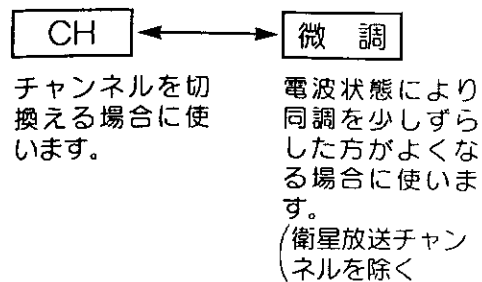 CH
微 調
チャンネルを切
換える場合に使
います。
電波状態により
同調を少しずら
した方がよくな
る場合に使いま
す。
(衛星放送チャン
ネルを除く